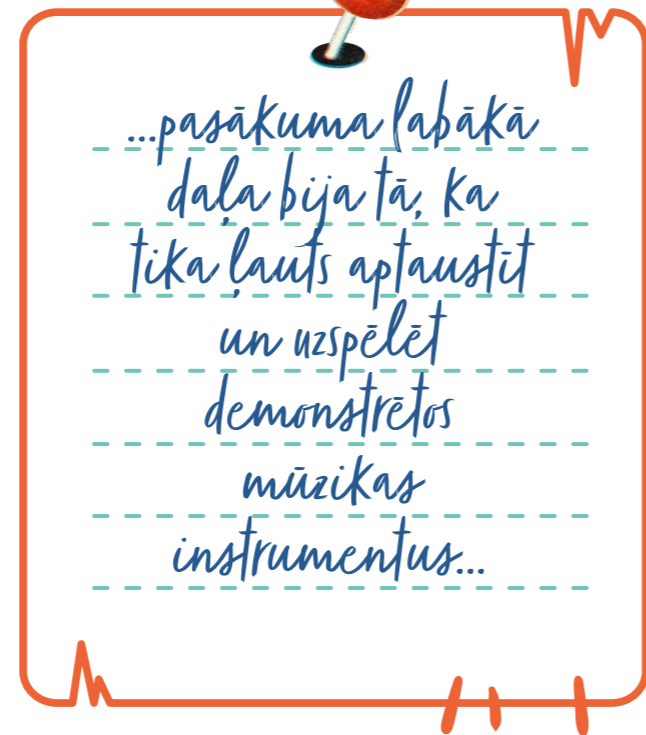 ...pasākuma labākā
daļa bija tā, ka
tika ļauts aptaustīt
un uzspēlēt
demonstrētos
mūzikas
instrumentus...